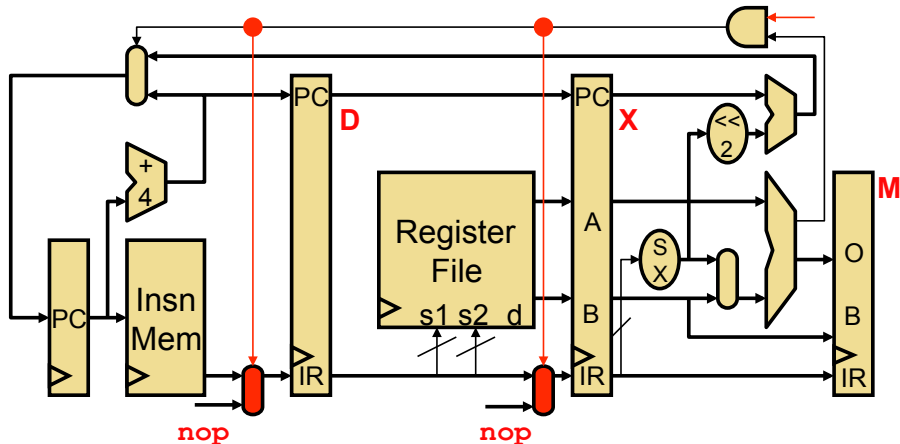 PC
D
PC
X
<<
2
+
4
M
Register
File
A
S
X
O
PC
Insn
Mem
s1 s2 d
B
B
IR
IR
IR
nop
nop